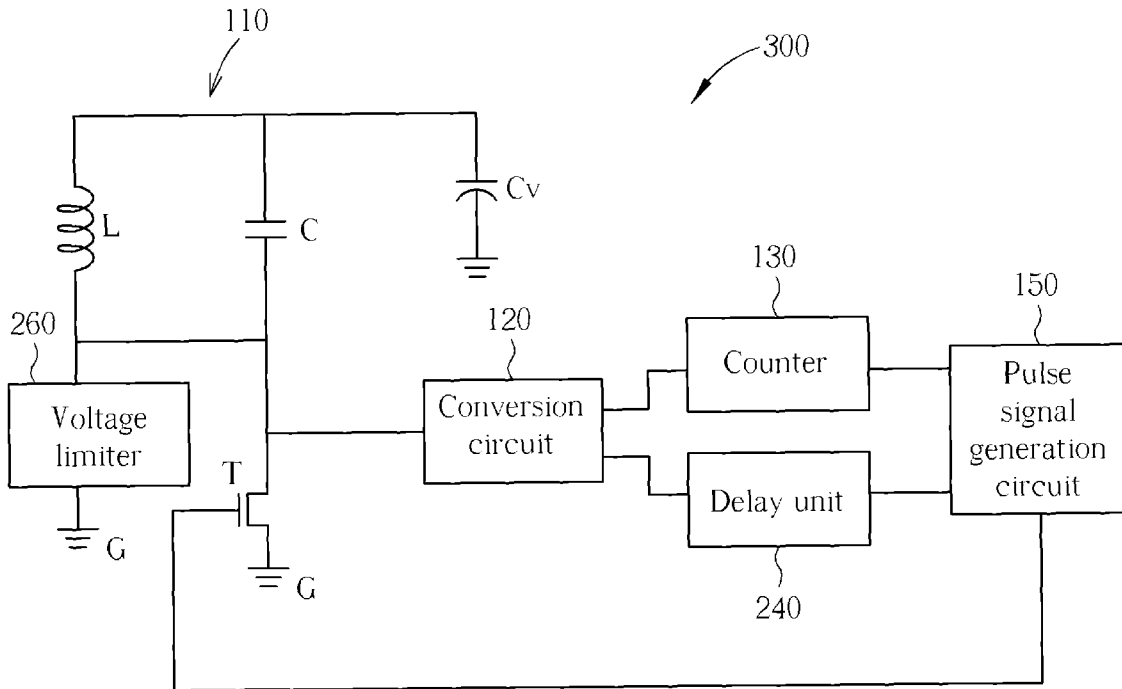 110
300
L
C
Cv
260
Voltage
limiter
G
T
G
120
Conversion
circuit
130
Counter
Delay unit
240
150
Pulse
signal
generation
circuit